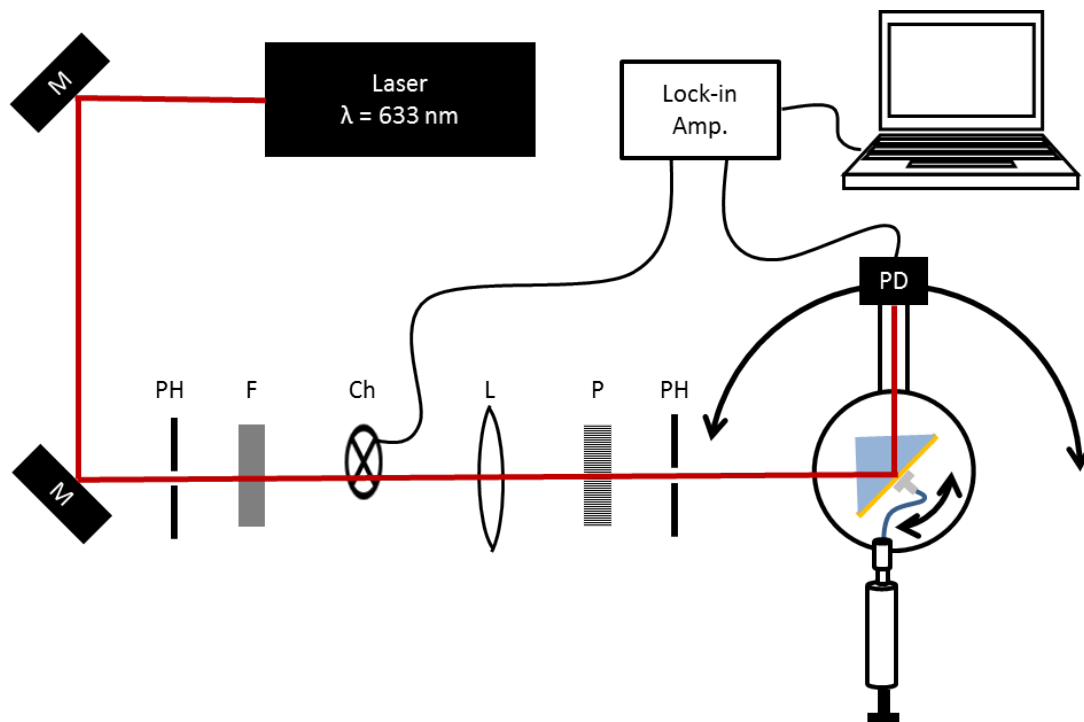 M
Laser
λ = 633 nm
Lock-in
Amp.
PD
PH
F
Ch
L
P
PH
M